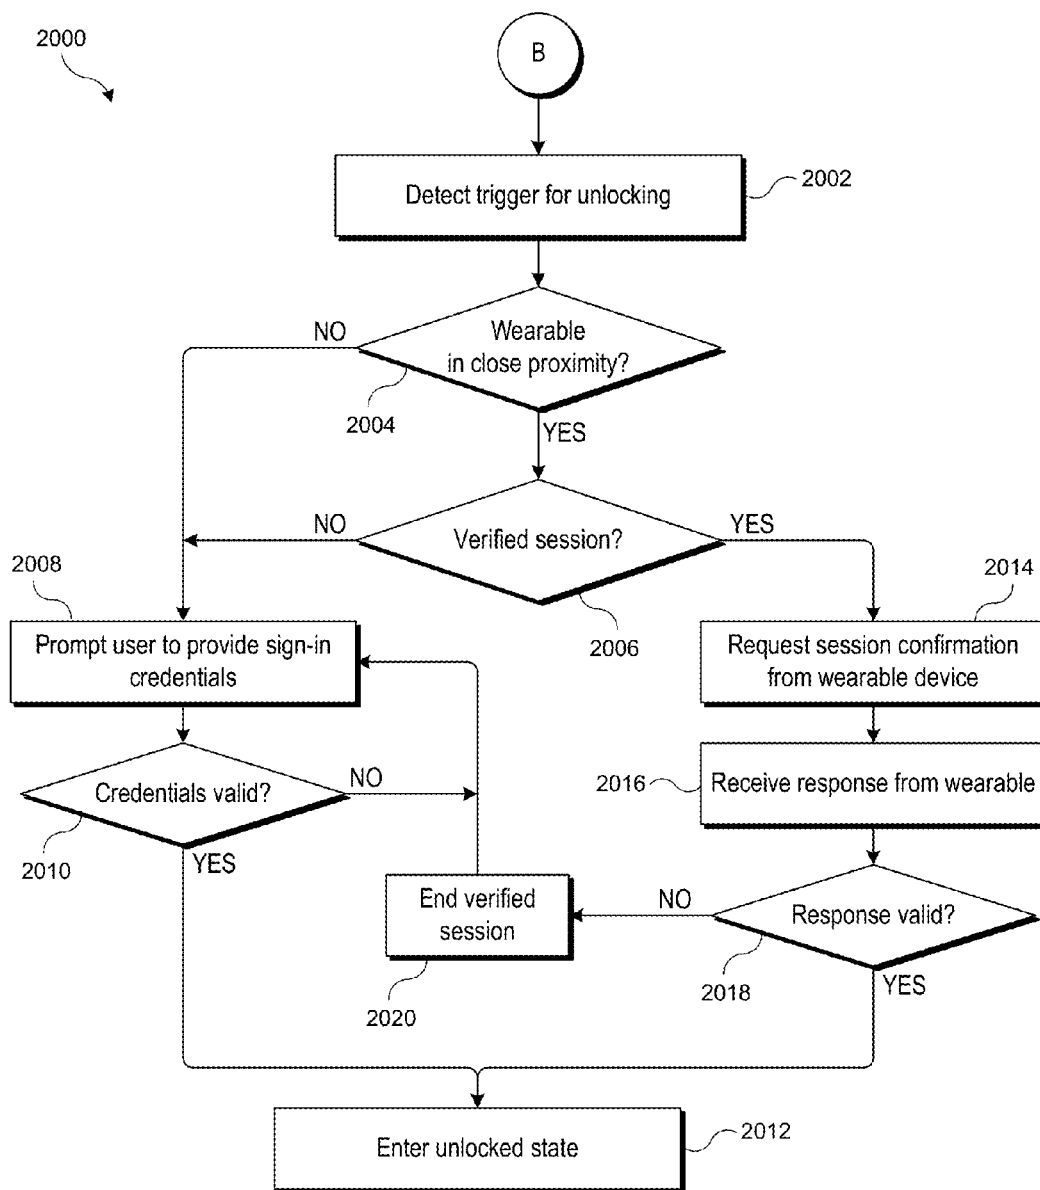 2000
B
Detect trigger for unlocking
2002
Wearable
in close proximity?
NO
2004
YES
Verified session?
NO
YES
2006
2008
Prompt user to provide sign-in
credentials
2014
Request session confirmation
from wearable device
Credentials valid?
NO
2010
YES
2016
Receive response from wearable
End verified
session
2020
NO
Response valid?
2018
YES
Enter unlocked state
2012